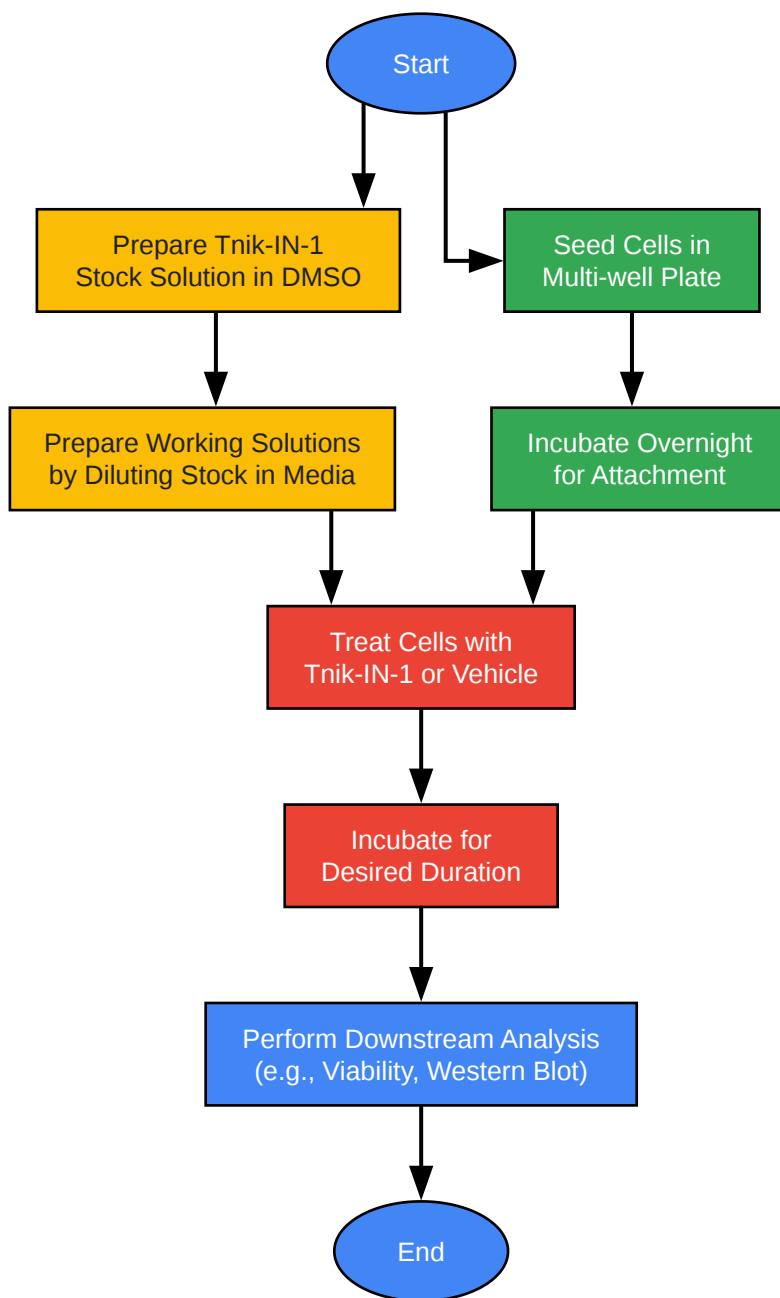 Start
Prepare Tnik-IN-1
Stock Solution in DMSO
Seed Cells in
Multi-well Plate
Prepare Working Solutions
by Diluting Stock in Media
Incubate Overnight
for Attachment
Treat Cells with
Tnik-IN-1 or Vehicle
Incubate for
Desired Duration
Perform Downstream Analysis
(e.g., Viability, Western Blot)
End